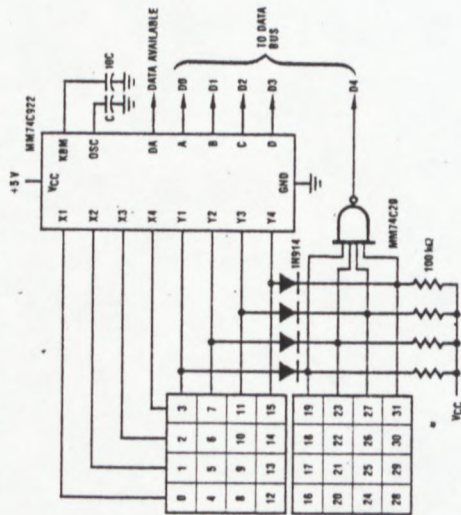 +5 V
MM74C922
VCC
X1
X2
X3
X4
Y1
Y2
Y3
Y4
KBM
OSC
DA
A
B
C
D
GND
10C
C
DATA AVAILABLE
D0
D1
D2
D3
TO DATA
BUS
D4
1N914
MM74C20
100 kΩ
VCC
0 1 2 3
4 5 6 7
8 9 10 11
12 13 14 15
16 17 18 19
20 21 22 23
24 25 26 27
28 29 30 31